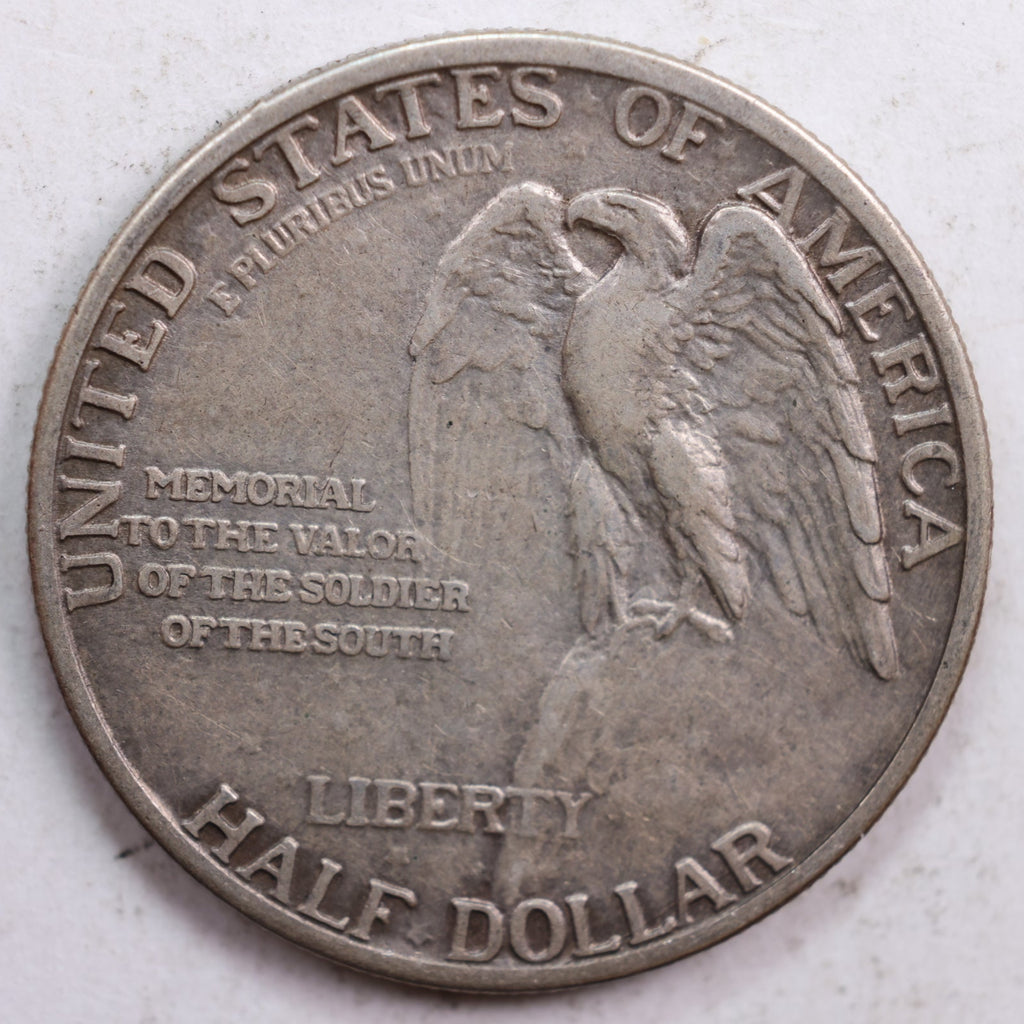 UNITED STATES OF AMERICA
E PLURIBUS UNUM
MEMORIAL
TO THE VALOR
OF THE SOLDIER
OF THE SOUTH
LIBERTY
HALF DOLLAR